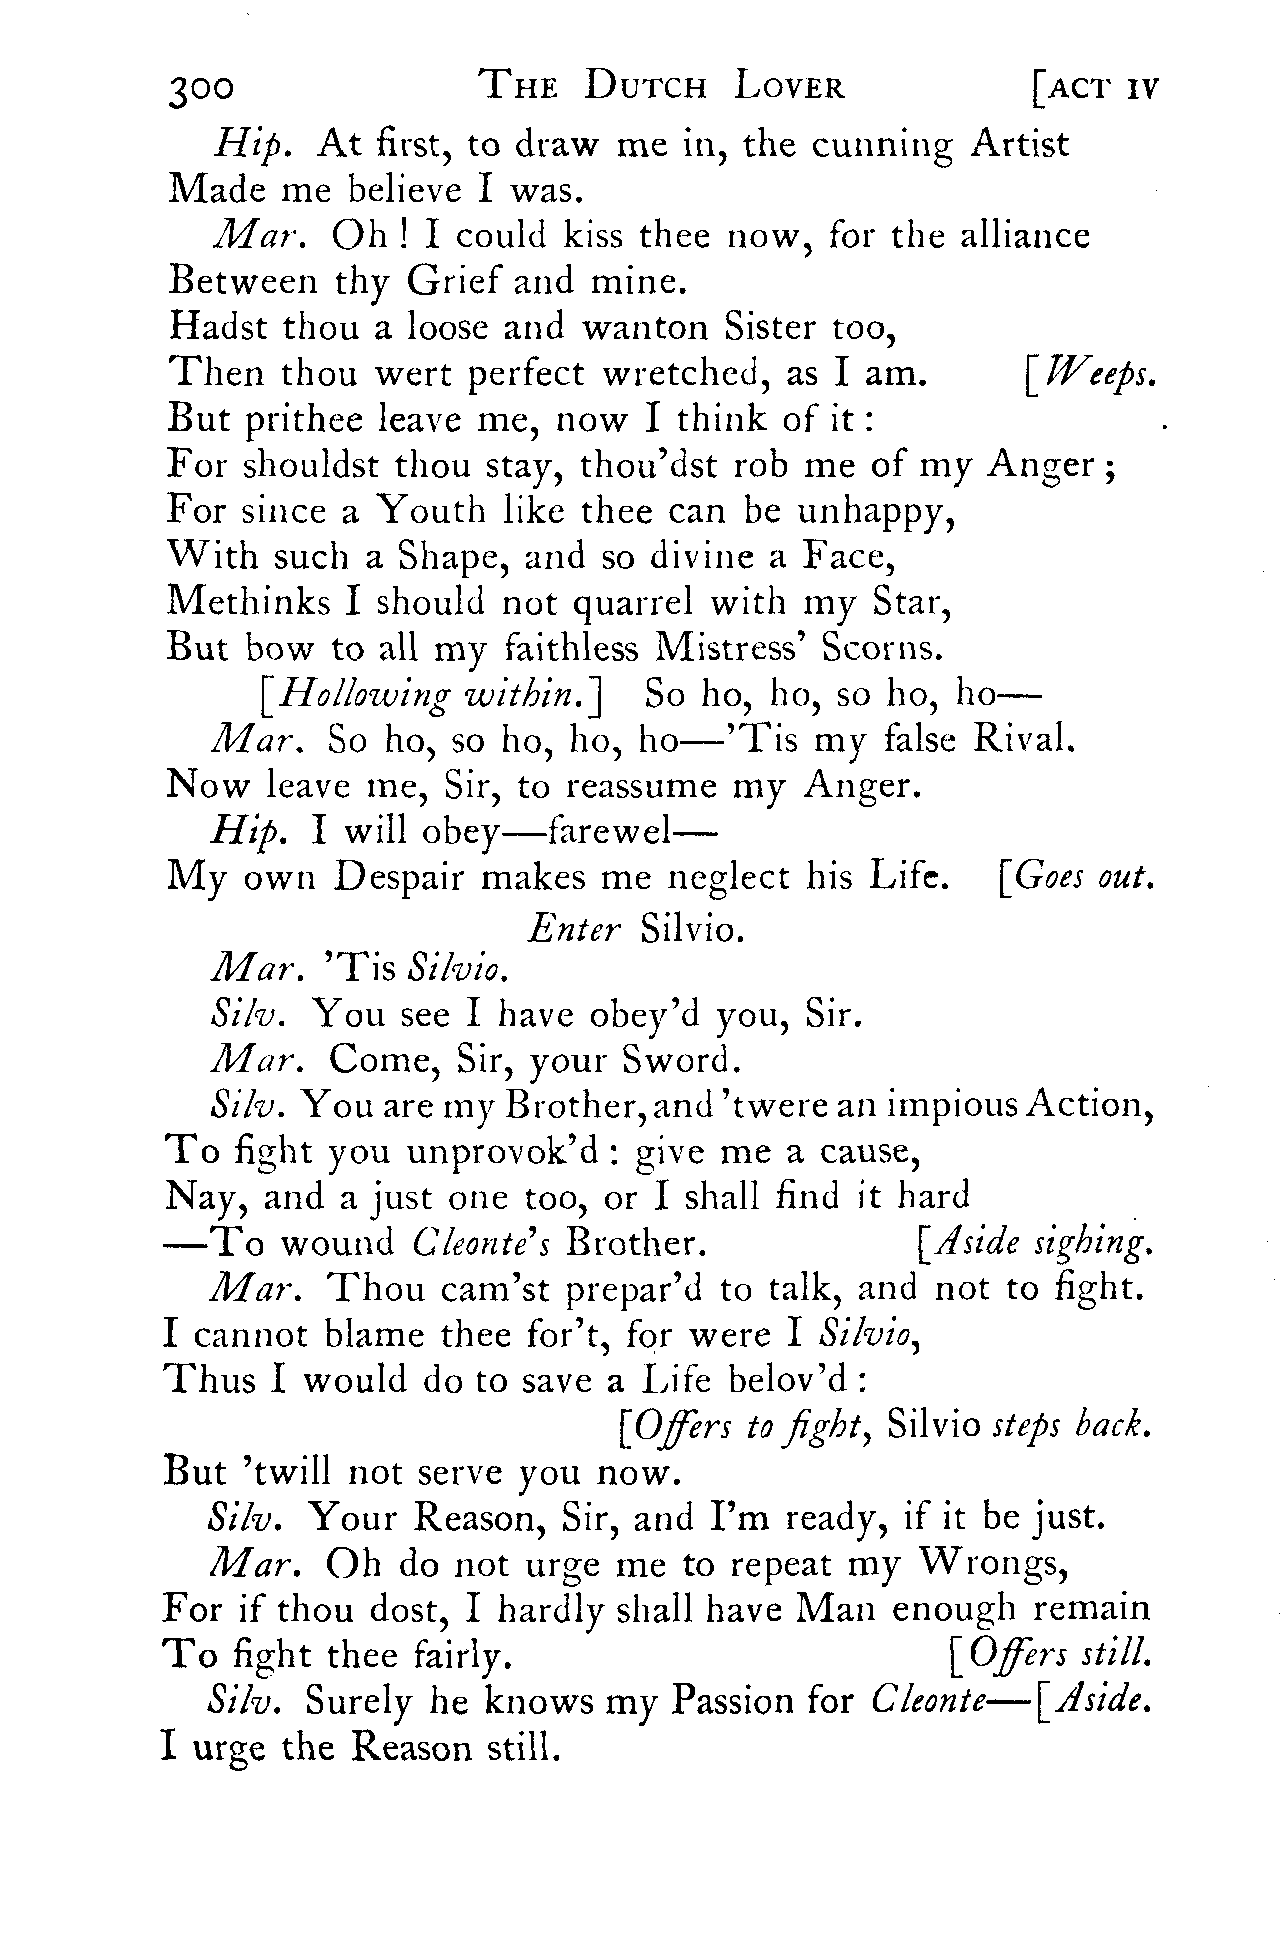 300 THE DUTCH LOVER [ACT IV
Hip. At first, to draw me in, the cunning Artist
Made me believe I was.
Mar. Oh ! I could kiss thee now, for the alliance
Between thy Grief and mine.
Hadst thou a loose and wanton Sister too,
Then thou wert perfect wretched, as I am. [Weeps.
But prithee leave me, now I think of it :
For shouldst thou stay, thou'dst rob me of my Anger ;
For since a Youth like thee can be unhappy,
With such a Shape, and so divine a Face,
Methinks I should not quarrel with my Star,
But bow to all my faithless Mistress' Scorns.
[Hollowing within.] So ho, ho, so ho, ho—
Mar. So ho, so ho, ho, ho—'Tis my false Rival.
Now leave me, Sir, to reassume my Anger.
Hip. I will obey—farewel—
My own Despair makes me neglect his Life. [Goes out.
Enter Silvio.
Mar. 'Tis Silvio.
Silv. You see I have obey'd you, Sir.
Mar. Come, Sir, your Sword.
Silv. You are my Brother, and 'twere an impious Action,
To fight you unprovok'd : give me a cause,
Nay, and a just one too, or I shall find it hard
—To wound Cleonte's Brother. [Aside sighing.
Mar. Thou cam'st prepar'd to talk, and not to fight.
I cannot blame thee for't, for were I Silvio,
Thus I would do to save a Life belov'd :
[Offers to fight, Silvio steps back.
But 'twill not serve you now.
Silv. Your Reason, Sir, and I'm ready, if it be just.
Mar. Oh do not urge me to repeat my Wrongs,
For if thou dost, I hardly shall have Man enough remain
To fight thee fairly. [Offers still.
Silv. Surely he knows my Passion for Cleonte—[Aside.
I urge the Reason still.